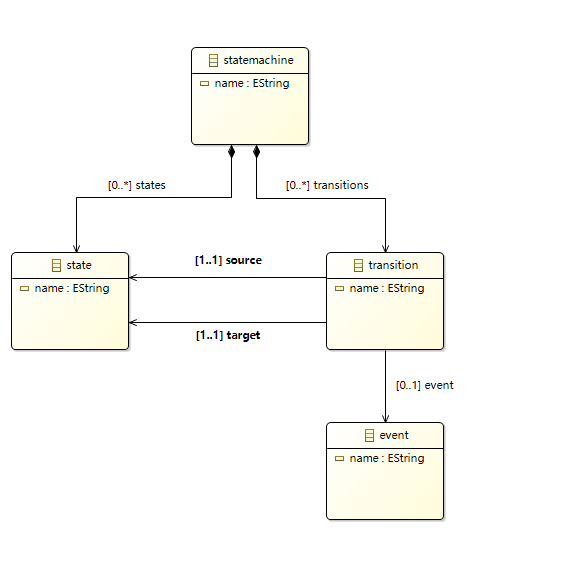 statemachine
name : EString
[0..*] states
[0..*] transitions
state
name : EString
[1..1] source
[1..1] target
transition
name : EString
[0..1] event
event
name : EString